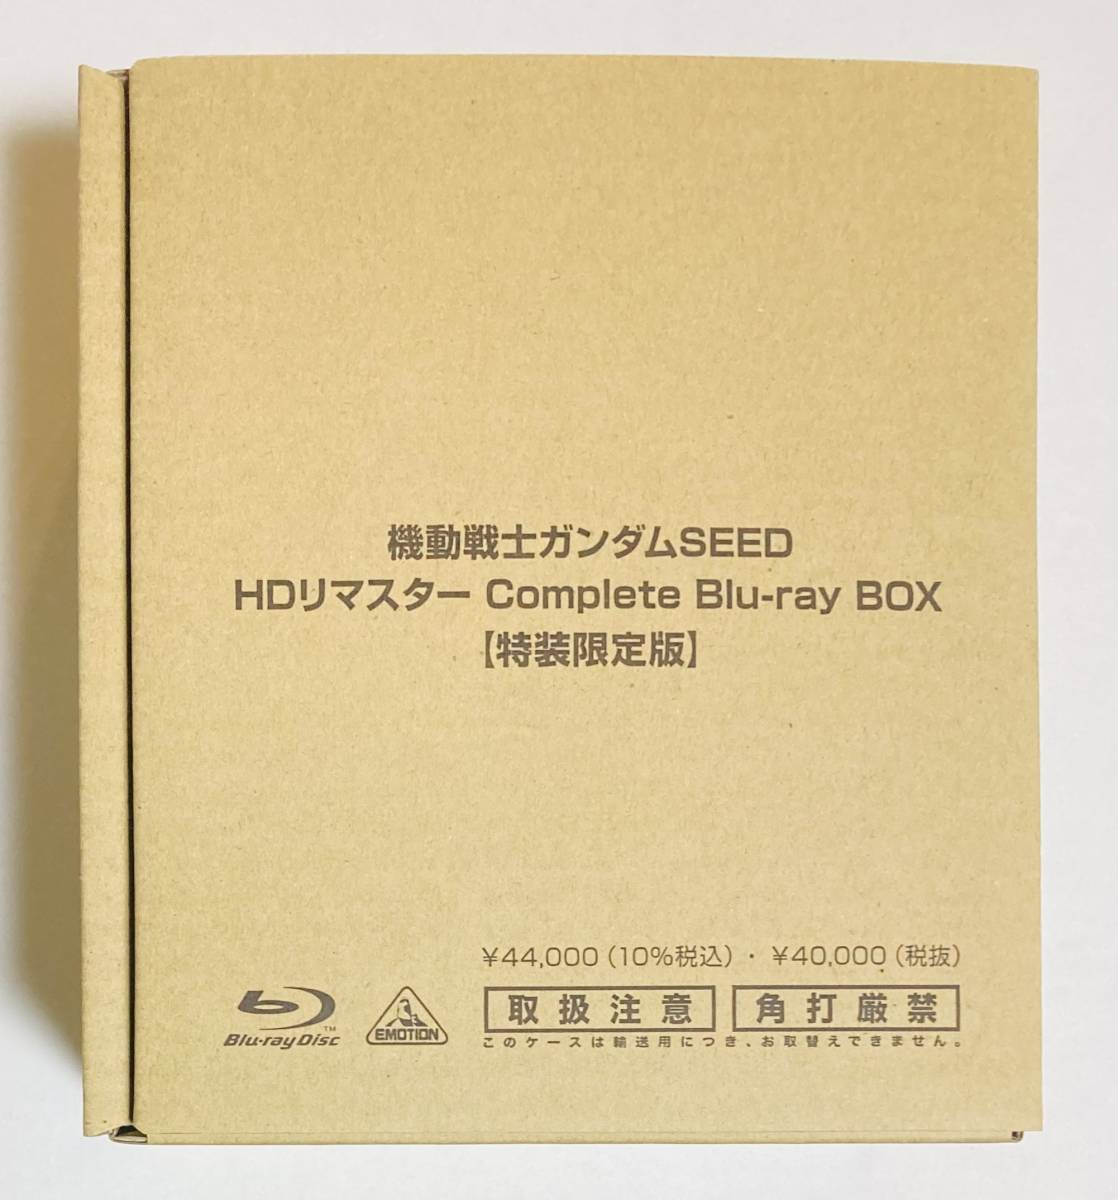 機動戦士ガンダムSEED
HDリマスター Complete Blu-ray BOX
【特装限定版】
¥44,000（10%税込）・¥40,000（税抜）
Blu-ray Disc™
EMOTION
取扱注意
角打厳禁
このケースは輸送用につき、お取替えできません。